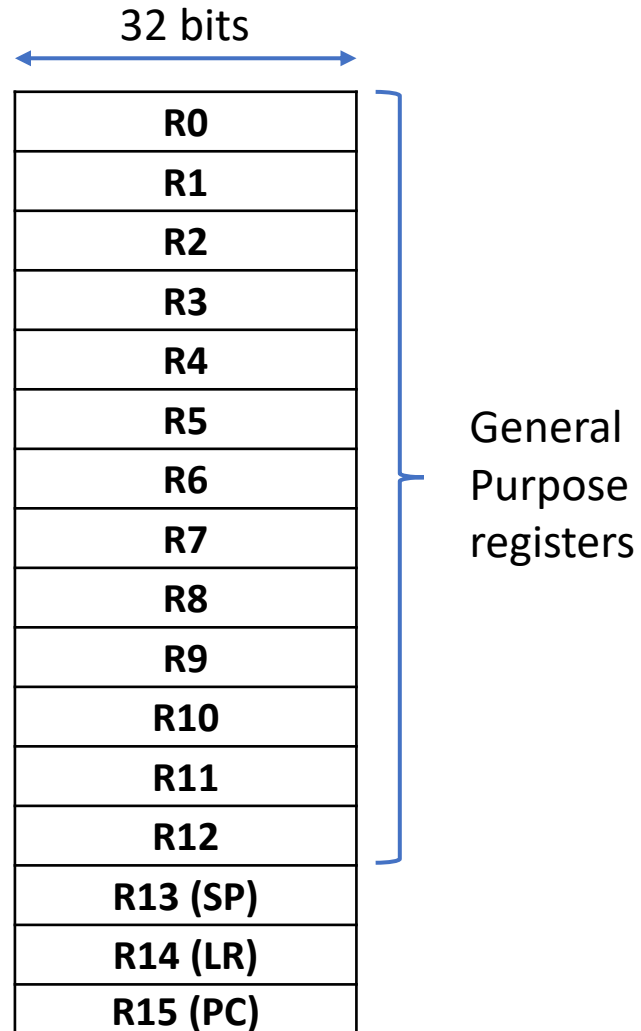 32 bits
R0
R1
R2
R3
R4
R5
R6
R7
R8
R9
R10
R11
R12
R13 (SP)
R14 (LR)
R15 (PC)
General
Purpose
registers